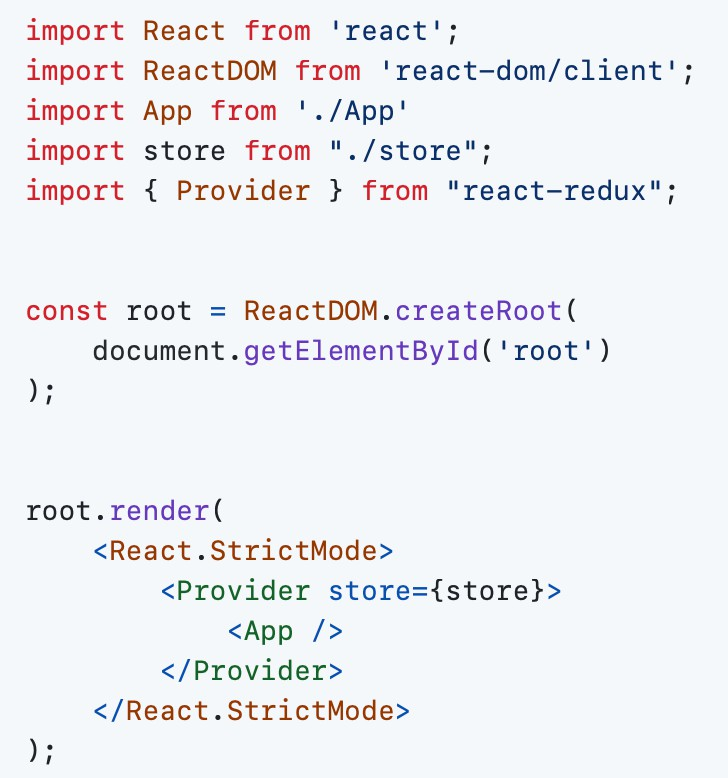 import React from 'react';
import ReactDOM from 'react-dom/client';
import App from './App'
import store from "./store";
import { Provider } from "react-redux";
const root = ReactDOM.createRoot(
    document.getElementById('root')
);
root.render(
    <React.StrictMode>
        <Provider store={store}>
            <App />
        </Provider>
    </React.StrictMode>
);